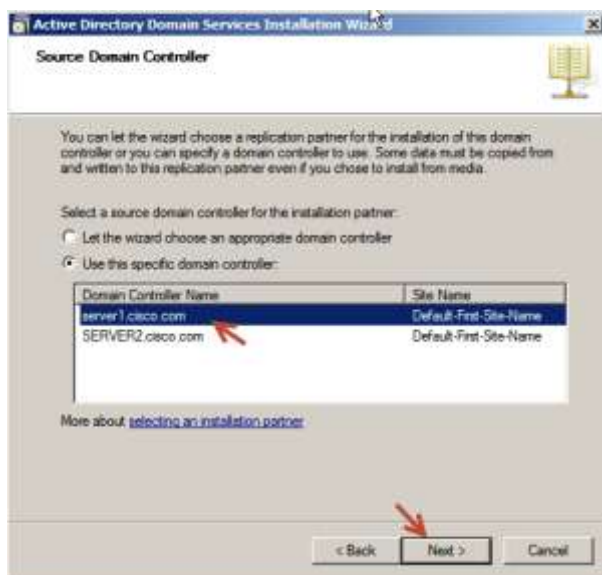 Active Directory Domain Services Installation Wizard
Source Domain Controller
You can let the wizard choose a replication partner for the installation of this domain
controller or you can specify a domain controller to use. Some data must be copied from
and written to this replication partner even if you chose to install from media.
Select a source domain controller for the installation partner:
Let the wizard choose an appropriate domain controller
Use this specific domain controller:
Domain Controller Name Site Name
server1.cisco.com Default-First-Site-Name
SERVER2.cisco.com Default-First-Site-Name
More about selecting an installation partner
< Back Next > Cancel